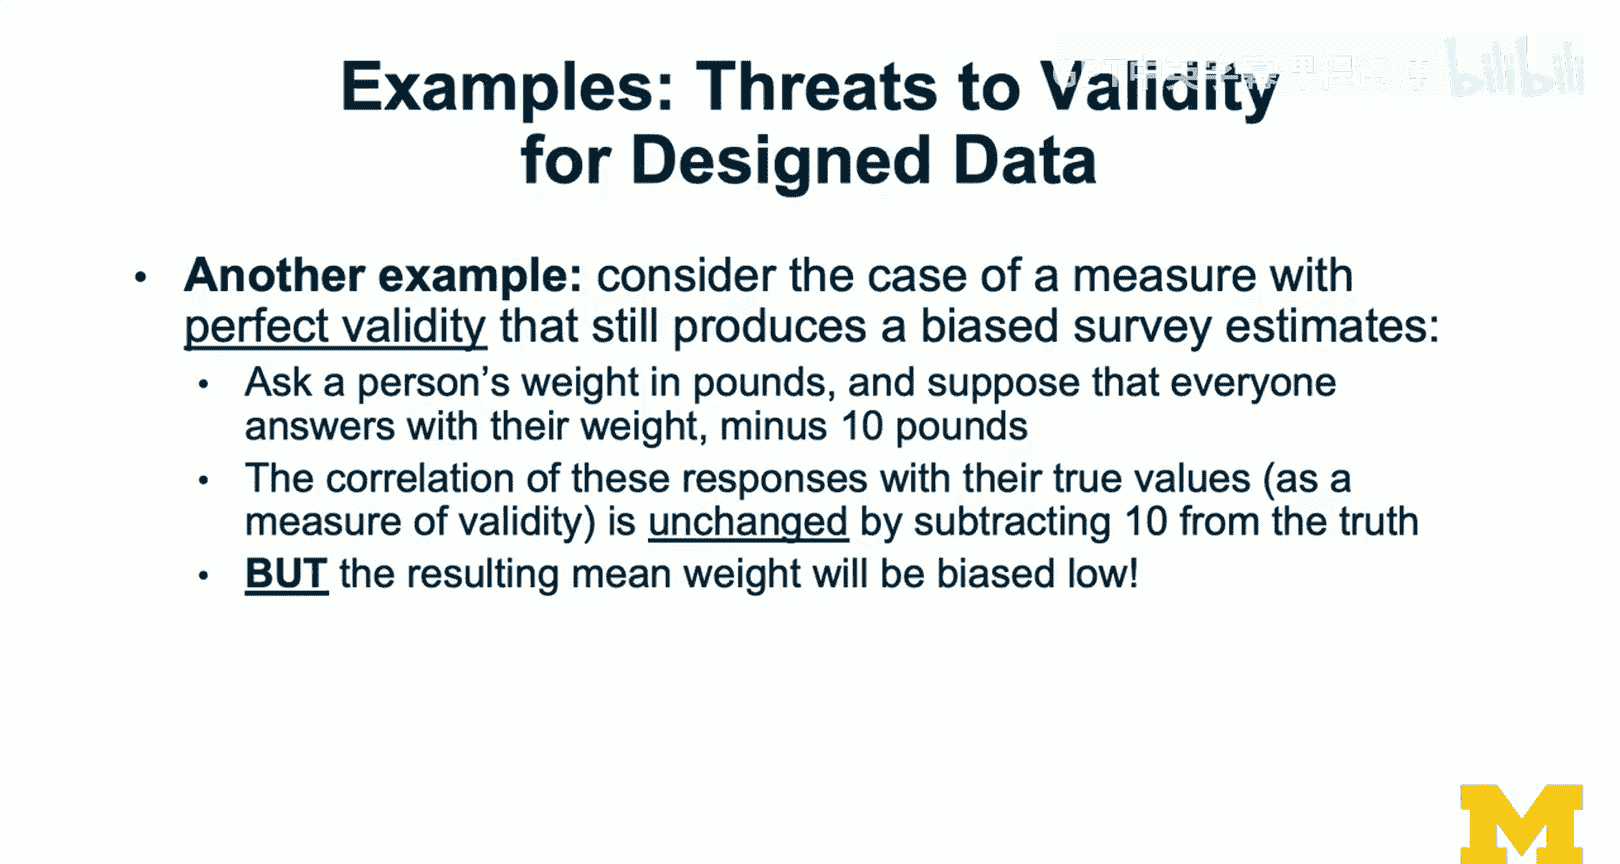 Examples: Threats to Validity
for Designed Data
• Another example: consider the case of a measure with
perfect validity that still produces a biased survey estimates:
• Ask a person’s weight in pounds, and suppose that everyone
answers with their weight, minus 10 pounds
• The correlation of these responses with their true values (as a
measure of validity) is unchanged by subtracting 10 from the truth
• BUT the resulting mean weight will be biased low!
bilibili
M